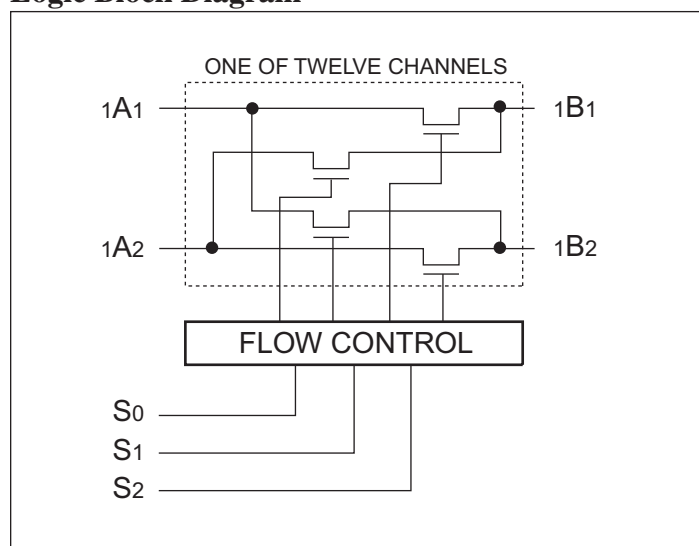 Logic Block Diagram
ONE OF TWELVE CHANNELS
1A1 1B1
1A2 1B2
FLOW CONTROL
S0
S1
S2